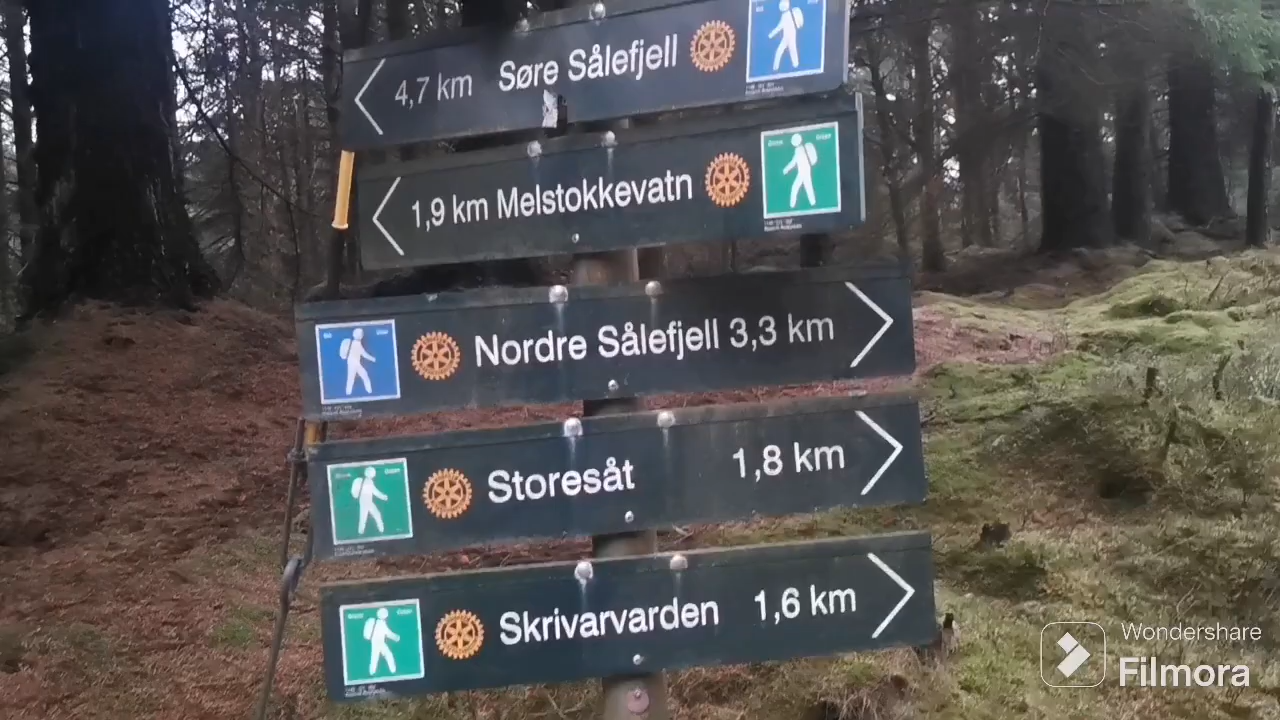 4,7 km Søre Sålefjell
1,9 km Melstokkevatn
Nordre Sålefjell 3,3 km
Storesåt 1,8 km
Skrivarvarden 1,6 km
Wondershare
Filmora